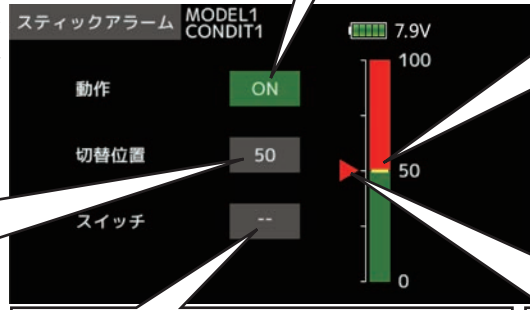 スティックアラーム MODEL1
CONDIT1
7.9V
動作 ON
切替位置 50
スイッチ --
100
50
0